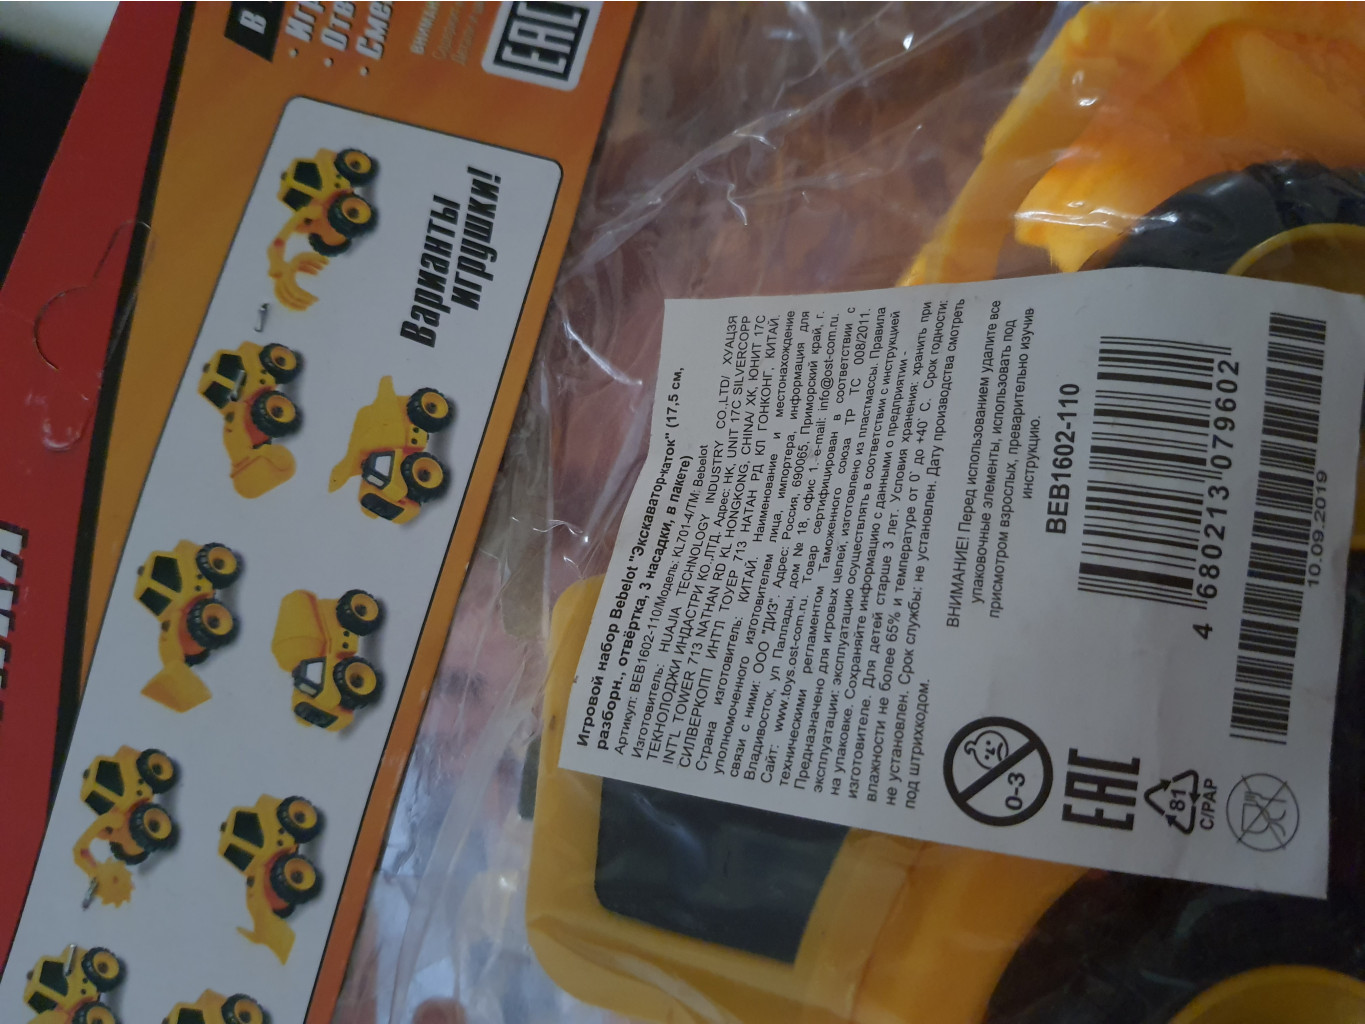 В
• Игр
• Отв
• Сме
ЕАС
Варианты
игрушки!
Игровой набор Bebelot "Экскаватор-каток" (17,5 см,
разборн., отвёртка, 3 насадки, в пакете)
Артикул: BEB1602-110/Модель: KL701-4/ТМ: Bebelot
Изготовитель: HUAJIA TECHNOLOGY INDUSTRY CO.,LTD/ ХУАЦЗЯ
ТЕКНОЛОДЖИ ИНДАСТРИ КО.,ЛТД. Адрес: HK, UNIT 17C SILVERCORP
INT'L TOWER 713 NATHAN RD KL HONGKONG, CHINA/ ХК, ЮНИТ 17С
СИЛВЕРКОПП ИНТ'Л ТОУЕР 713 НАТАН РД КЛ ГОНКОНГ, КИТАЙ.
Страна изготовитель: КИТАЙ. Наименование и местонахождение
уполномоченного изготовителем лица, импортера, информация для
связи с ними: ООО "ДИЗ". Адрес: Россия, 690065, Приморский край, г.
Владивосток, ул Паллады, дом № 18, офис 1. e-mail: info@ost-com.ru.
Сайт: www.toys.ost-com.ru. Товар сертифицирован в соответствии с
техническими регламентом Таможенного союза ТР ТС 008/2011.
Предназначено для игровых целей, изготовлено из пластмассы. Правила
эксплуатации: эксплуатацию осуществлять в соответствии с инструкцией
на упаковке. Сохраняйте информацию с данными о предприятии -
изготовителе. Для детей старше 3 лет. Условия хранения: хранить при
влажности не более 65% и температуре от 0˚ до +40˚ С. Срок годности:
не установлен. Срок службы: не установлен. Дату производства смотреть
под штрихкодом.
ВНИМАНИЕ! Перед использованием удалите все
упаковочные элементы, использовать под
присмотром взрослых, превварительно изучив
инструкцию.
BEB1602-110
4 680213 079602
10.09.2019
0-3
ЕАС
81
C/PAP